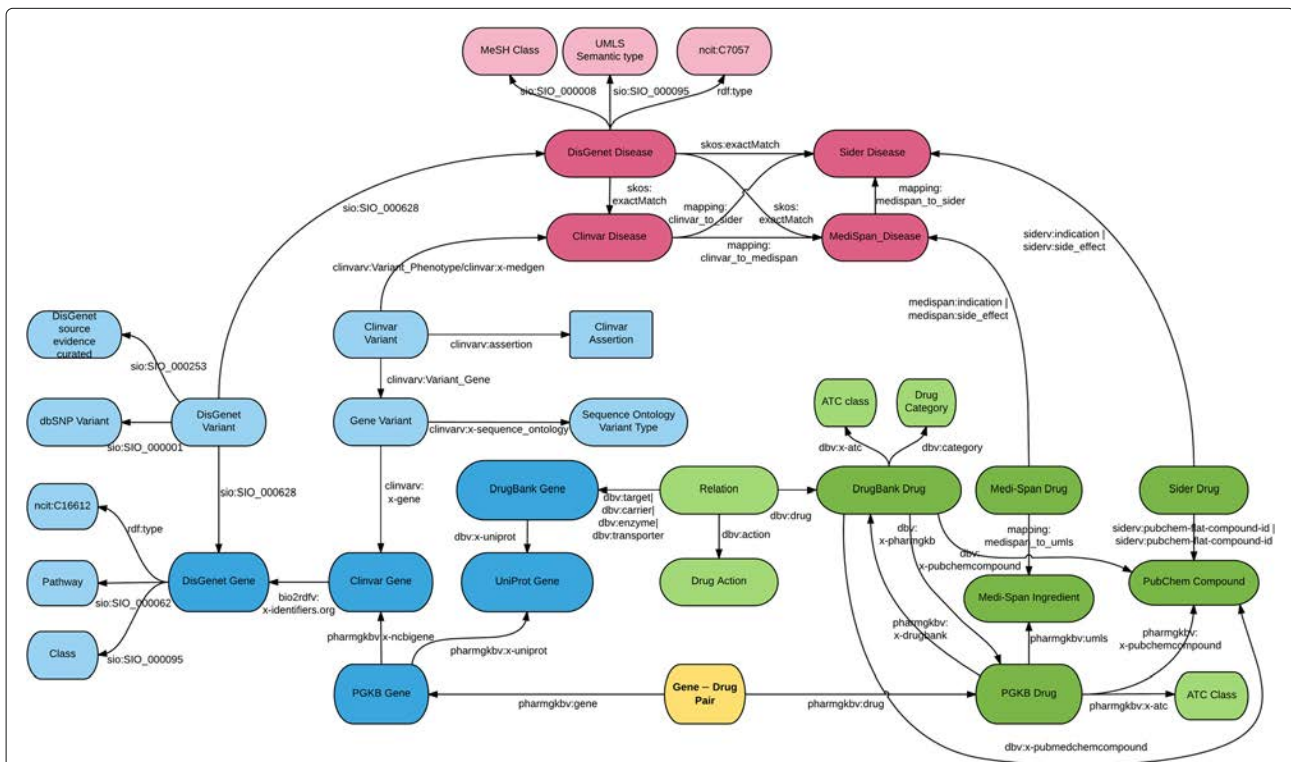 MeSH Class
UMLS
Semantic type
ncit:C7057
sio:SIO_000008
sio:SIO_000095
rdf:type
DisGenet Disease
skos:exactMatch
Sider Disease
skos:
exactMatch
mapping:
clinvar_to_sider
skos:
exactMatch
mapping:
medispan_to_sider
sio:SIO_000628
Clinvar Disease
MediSpan_Disease
mapping:
clinvar_to_medispan
siderv:indication |
siderv:side_effect
clinvarv:Variant_Phenotype/clinvar:x-medgen
medispan:indication |
medispan:side_effect
DisGenet
source
evidence
curated
Clinvar
Variant
clinvarv:assertion
Clinvar
Assertion
sio:SIO_000253
clinvarv:Variant_Gene
dbSNP Variant
DisGenet
Variant
Gene Variant
clinvarv:x-sequence_ontology
Sequence Ontology
Variant Type
ATC class
Drug
Category
sio:SIO_000001
dbv:x-atc
dbv:category
sio:SIO_000628
clinvarv:
x-gene
DrugBank Gene
dbv:target|
dbv:carrier|
dbv:enzyme|
dbv:transporter
Relation
dbv:drug
DrugBank Drug
Medi-Span Drug
Sider Drug
ncit:C16612
rdf:type
dbv:x-uniprot
dbv:action
dbv:
x-pharmgkb
dbv:
x-pubchemcompound
mapping:
medispan_to_umls
siderv:pubchem-flat-compound-id |
siderv:pubchem-flat-compound-id
Pathway
DisGenet Gene
Clinvar Gene
UniProt Gene
Drug Action
PubChem Compound
sio:SIO_000062
bio2rdfv:
x-identifiers.org
Medi-Span Ingredient
Class
sio:SIO_000095
pharmgkbv:x-ncbigene
pharmgkbv:x-uniprot
pharmgkbv:
x-drugbank
pharmgkbv:umls
pharmgkbv:
x-pubchemcompound
PGKB Gene
pharmgkbv:gene
Gene – Drug
Pair
pharmgkbv:drug
PGKB Drug
pharmgkbv:x-atc
ATC Class
dbv:x-pubmedchemcompound